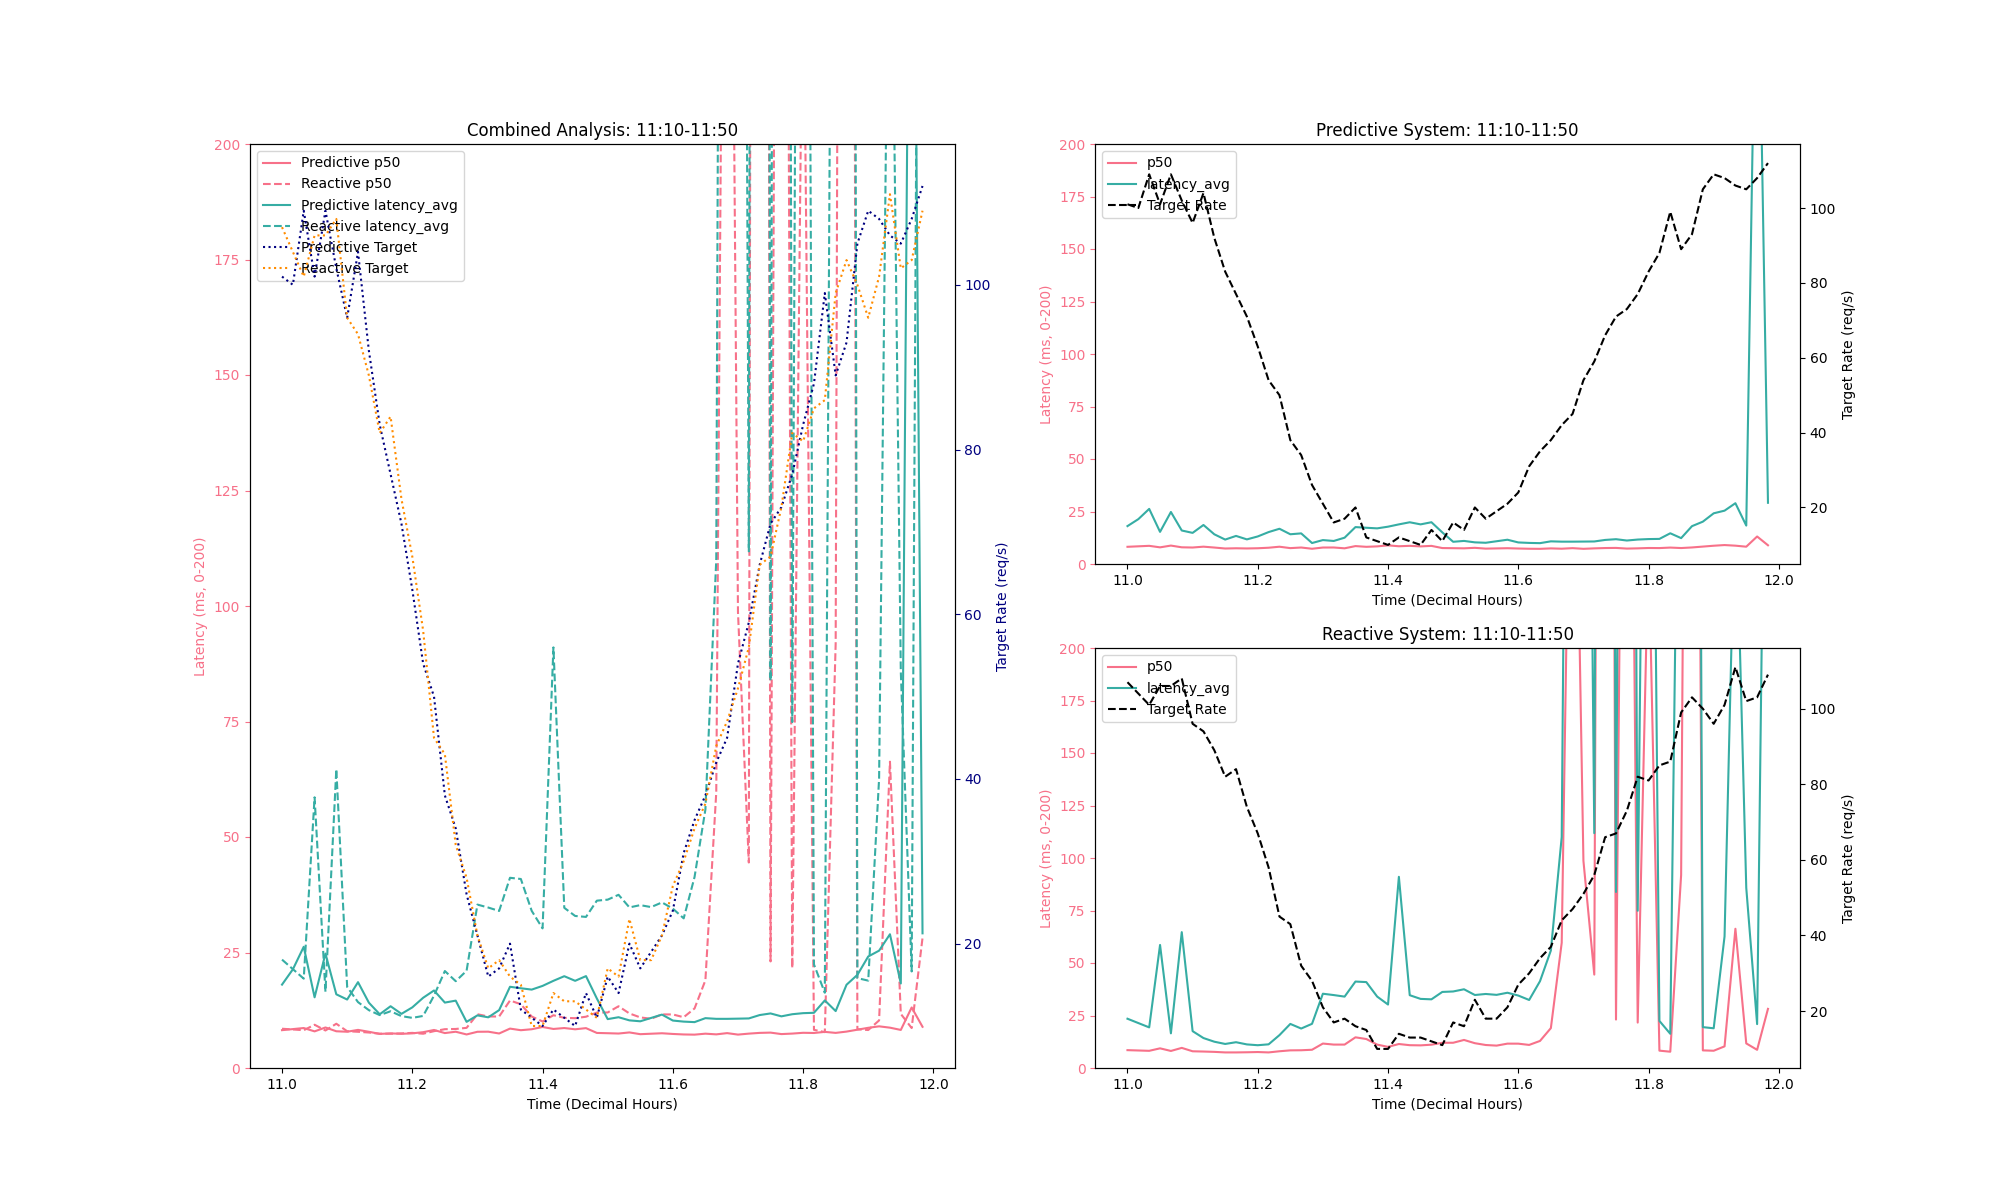 Combined Analysis: 11:10-11:50
Predictive p50
Reactive p50
Predictive latency_avg
Reactive latency_avg
Predictive Target
Reactive Target
200
175
150
125
100
75
50
25
0
Latency (ms, 0-200)
100
80
60
40
20
Target Rate (req/s)
11.0 11.2 11.4 11.6 11.8 12.0
Time (Decimal Hours)
Predictive System: 11:10-11:50
p50
latency_avg
Target Rate
200
175
150
125
100
75
50
25
0
Latency (ms, 0-200)
100
80
60
40
20
Target Rate (req/s)
11.0 11.2 11.4 11.6 11.8 12.0
Time (Decimal Hours)
Reactive System: 11:10-11:50
p50
latency_avg
Target Rate
200
175
150
125
100
75
50
25
0
Latency (ms, 0-200)
100
80
60
40
20
Target Rate (req/s)
11.0 11.2 11.4 11.6 11.8 12.0
Time (Decimal Hours)